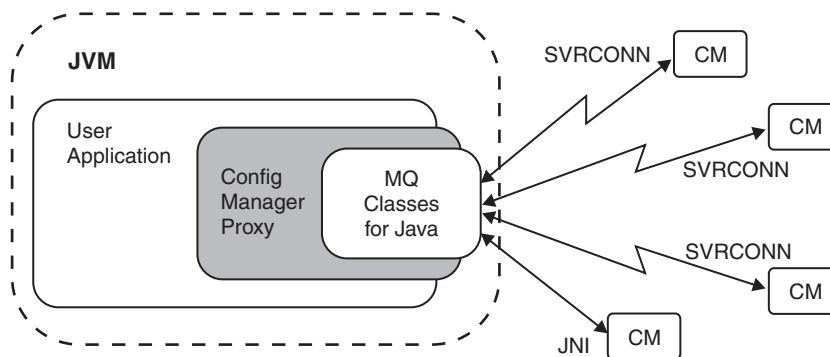 JVM
User
Application
Config
Manager
Proxy
MQ
Classes
for Java
SVRCONN
CM
CM
SVRCONN
SVRCONN
CM
JNI
CM